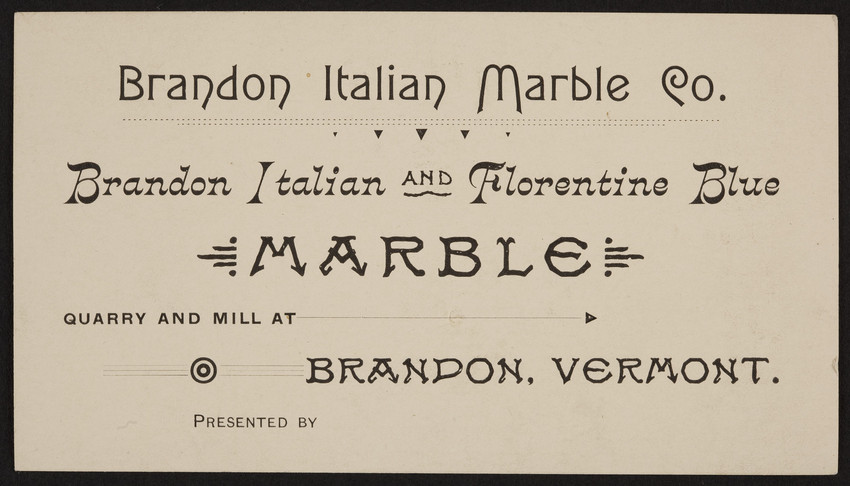 Brandon Italian Marble Co.
Brandon Italian AND Florentine Blue
MARBLE
QUARRY AND MILL AT
BRANDON, VERMONT.
PRESENTED BY